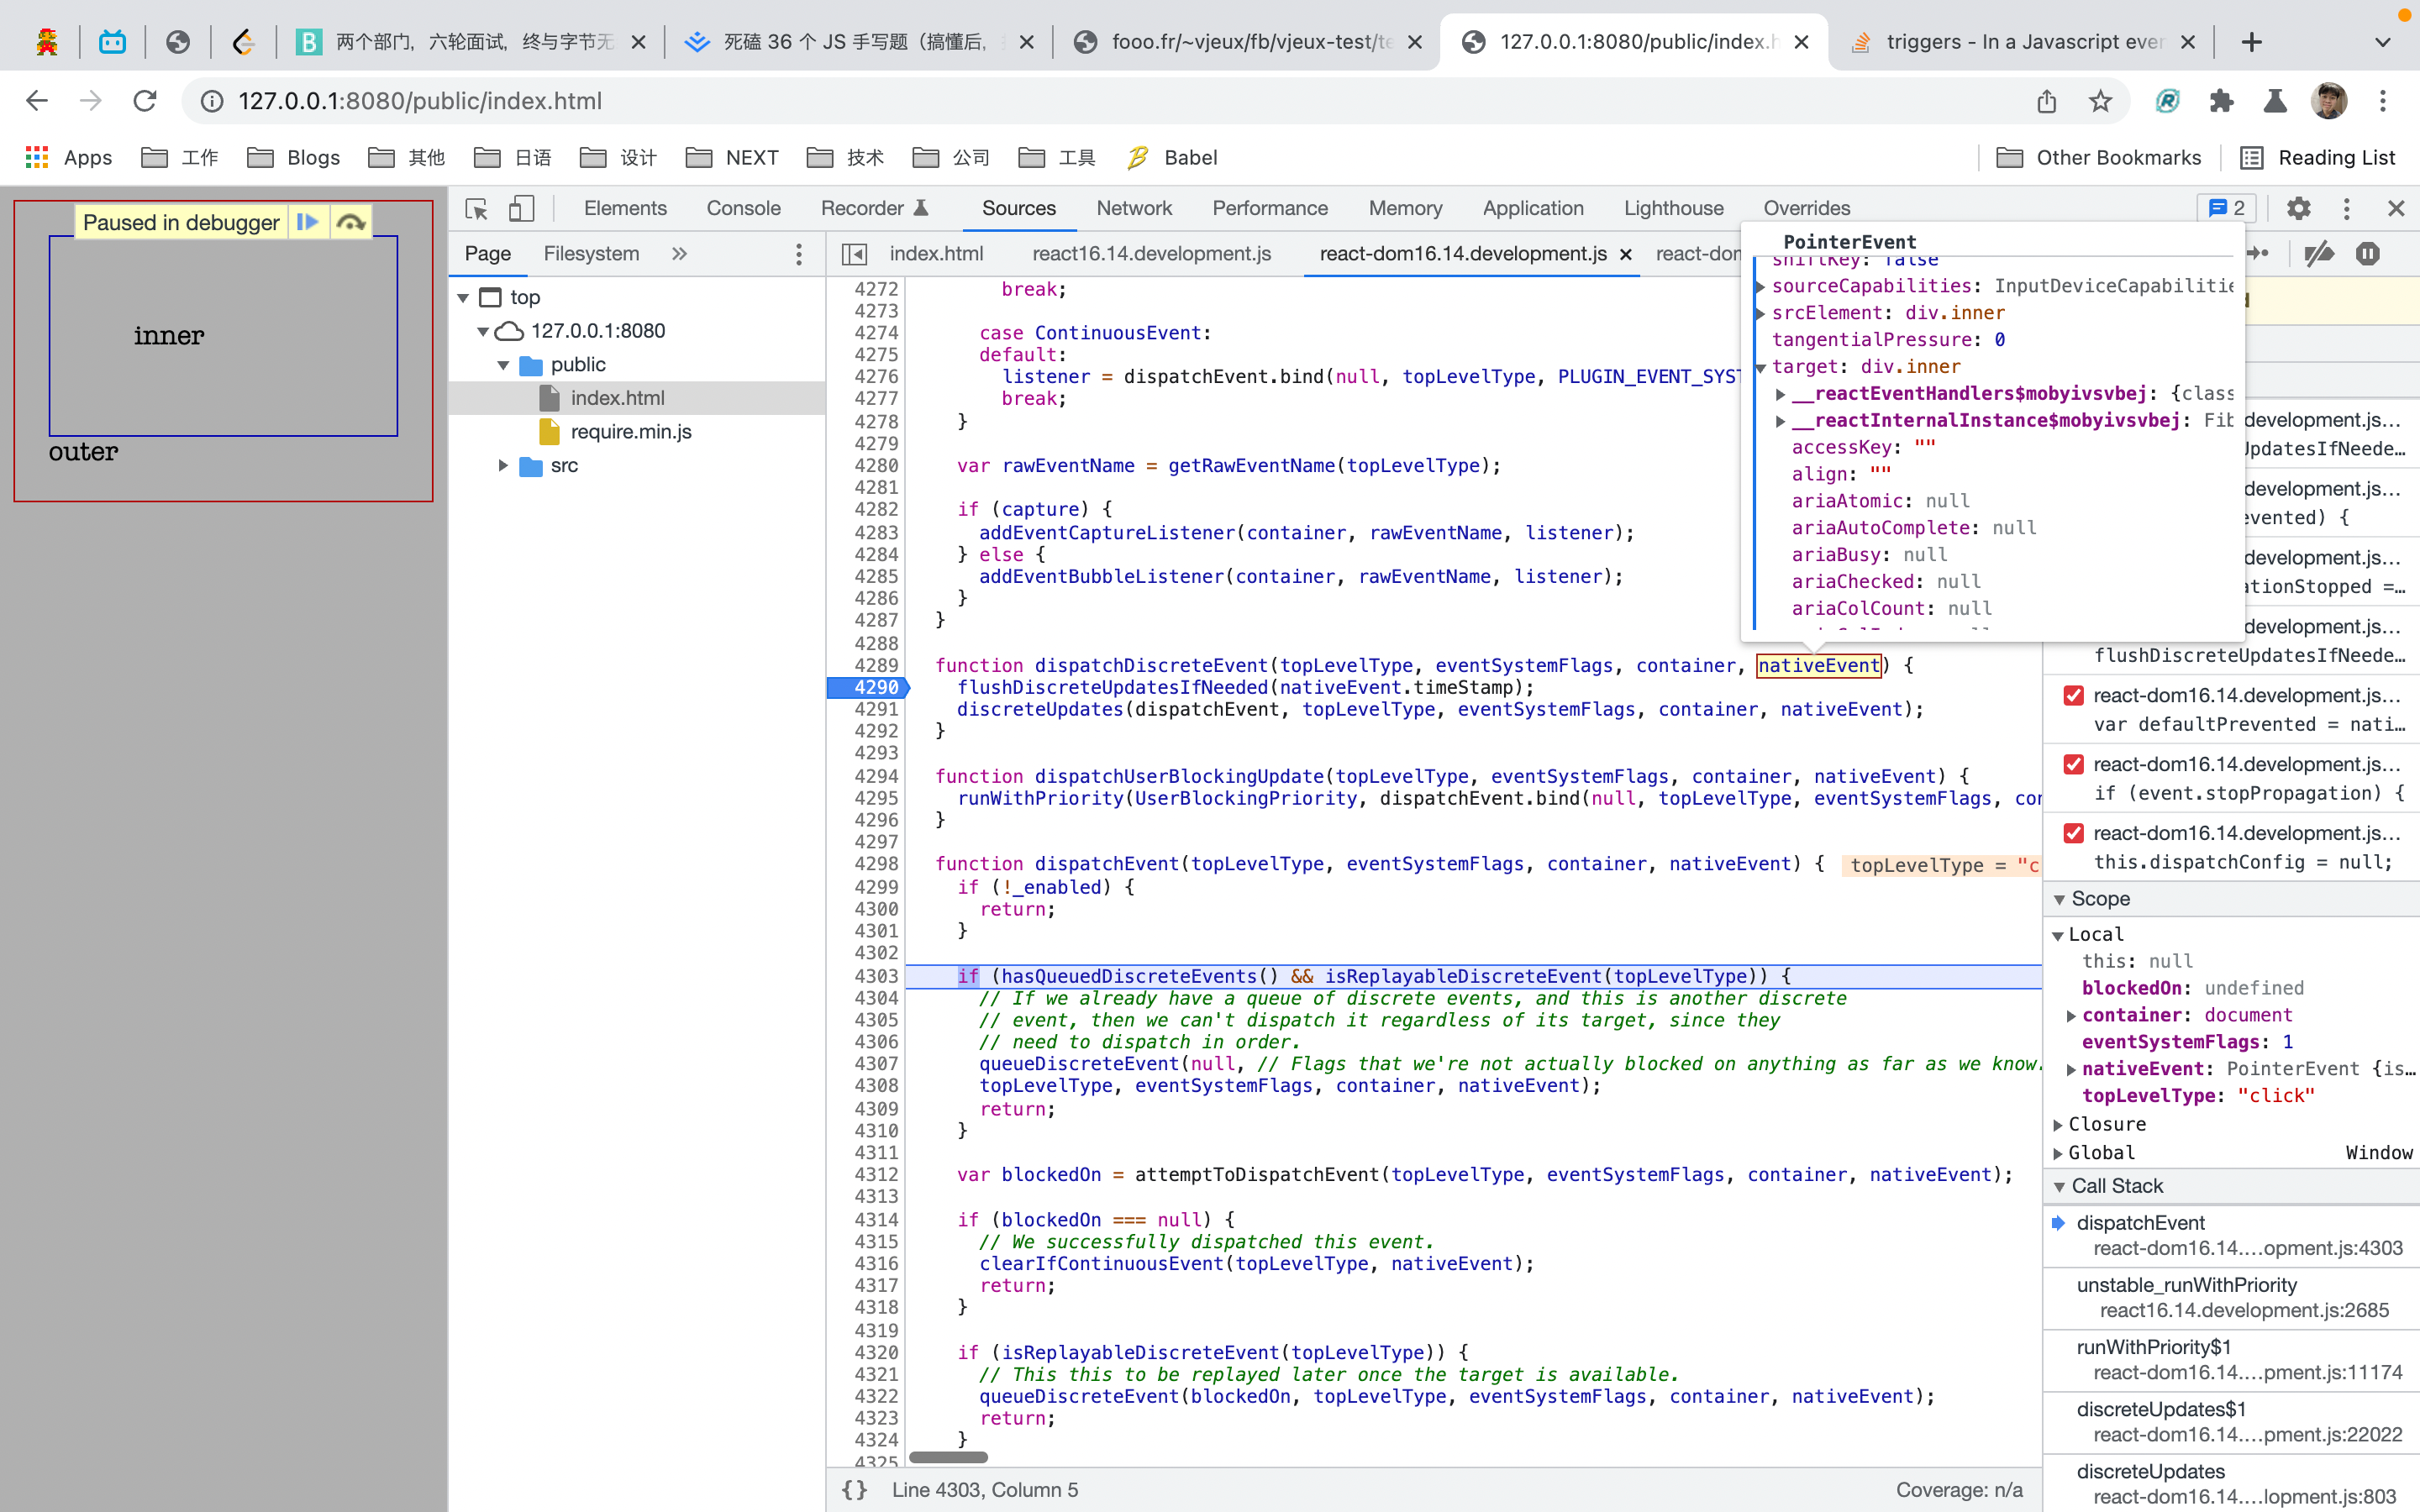 两个部门，六轮面试，终与字节无
死磕 36 个 JS 手写题（搞懂后，
fooo.fr/~vjeux/fb/vjeux-test/te
127.0.0.1:8080/public/index.h
triggers - In a Javascript ever
127.0.0.1:8080/public/index.html
Apps 工作 Blogs 其他 日语 设计 NEXT 技术 公司 工具 Babel Other Bookmarks Reading List
Paused in debugger
inner
outer
Elements Console Recorder Sources Network Performance Memory Application Lighthouse Overrides 2
Page Filesystem »
top
127.0.0.1:8080
public
index.html
require.min.js
src
index.html react16.14.development.js react-dom16.14.development.js × react-dom
4272 break;
4273
4274 case ContinuousEvent:
4275 default:
4276 listener = dispatchEvent.bind(null, topLevelType, PLUGIN_EVENT_SYST
4277 break;
4278 }
4279
4280 var rawEventName = getRawEventName(topLevelType);
4281
4282 if (capture) {
4283 addEventCaptureListener(container, rawEventName, listener);
4284 } else {
4285 addEventBubbleListener(container, rawEventName, listener);
4286 }
4287 }
4288
4289 function dispatchDiscreteEvent(topLevelType, eventSystemFlags, container, nativeEvent) {
4290 flushDiscreteUpdatesIfNeeded(nativeEvent.timeStamp);
4291 discreteUpdates(dispatchEvent, topLevelType, eventSystemFlags, container, nativeEvent);
4292 }
4293
4294 function dispatchUserBlockingUpdate(topLevelType, eventSystemFlags, container, nativeEvent) {
4295 runWithPriority(UserBlockingPriority, dispatchEvent.bind(null, topLevelType, eventSystemFlags, con
4296 }
4297
4298 function dispatchEvent(topLevelType, eventSystemFlags, container, nativeEvent) { topLevelType = "c
4299 if (!_enabled) {
4300 return;
4301 }
4302
4303 if (hasQueuedDiscreteEvents() && isReplayableDiscreteEvent(topLevelType)) {
4304 // If we already have a queue of discrete events, and this is another discrete
4305 // event, then we can't dispatch it regardless of its target, since they
4306 // need to dispatch in order.
4307 queueDiscreteEvent(null, // Flags that we're not actually blocked on anything as far as we know.
4308 topLevelType, eventSystemFlags, container, nativeEvent);
4309 return;
4310 }
4311
4312 var blockedOn = attemptToDispatchEvent(topLevelType, eventSystemFlags, container, nativeEvent);
4313
4314 if (blockedOn === null) {
4315 // We successfully dispatched this event.
4316 clearIfContinuousEvent(topLevelType, nativeEvent);
4317 return;
4318 }
4319
4320 if (isReplayableDiscreteEvent(topLevelType)) {
4321 // This this to be replayed later once the target is available.
4322 queueDiscreteEvent(blockedOn, topLevelType, eventSystemFlags, container, nativeEvent);
4323 return;
4324 }
4325
{} Line 4303, Column 5 Coverage: n/a
PointerEvent
shiftKey: false
sourceCapabilities: InputDeviceCapabilitie
srcElement: div.inner
tangentialPressure: 0
target: div.inner
__reactEventHandlers$mobyivsvbej: {class
__reactInternalInstance$mobyivsvbej: Fib
accessKey: ""
align: ""
ariaAtomic: null
ariaAutoComplete: null
ariaBusy: null
ariaChecked: null
ariaColCount: null
development.js…
UpdatesIfNeede…
development.js…
evented) {
development.js…
ationStopped =…
development.js…
flushDiscreteUpdatesIfNeede…
react-dom16.14.development.js…
var defaultPrevented = nati…
react-dom16.14.development.js…
if (event.stopPropagation) {
react-dom16.14.development.js…
this.dispatchConfig = null;
Scope
Local
this: null
blockedOn: undefined
container: document
eventSystemFlags: 1
nativeEvent: PointerEvent {is…
topLevelType: "click"
Closure
Global Window
Call Stack
dispatchEvent
react-dom16.14.…opment.js:4303
unstable_runWithPriority
react16.14.development.js:2685
runWithPriority$1
react-dom16.14.…pment.js:11174
discreteUpdates$1
react-dom16.14.…pment.js:22022
discreteUpdates
react-dom16.14.…lopment.js:803